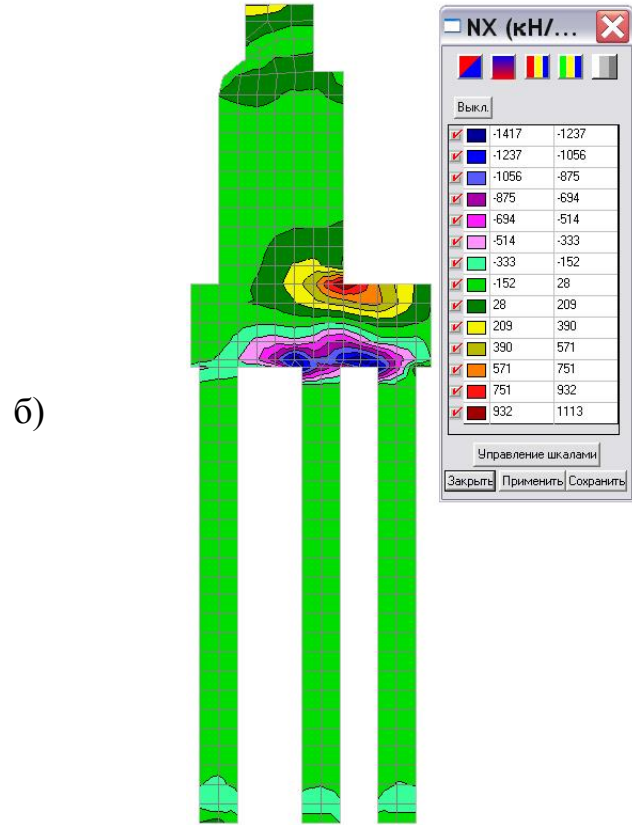 NX (кН/...
Выкл.
-1417 -1237
-1237 -1056
-1056 -875
-875 -694
-694 -514
-514 -333
-333 -152
-152 28
28 209
209 390
390 571
571 751
751 932
932 1113
б)
Управление шкалами
Закрыть Применить Сохранить